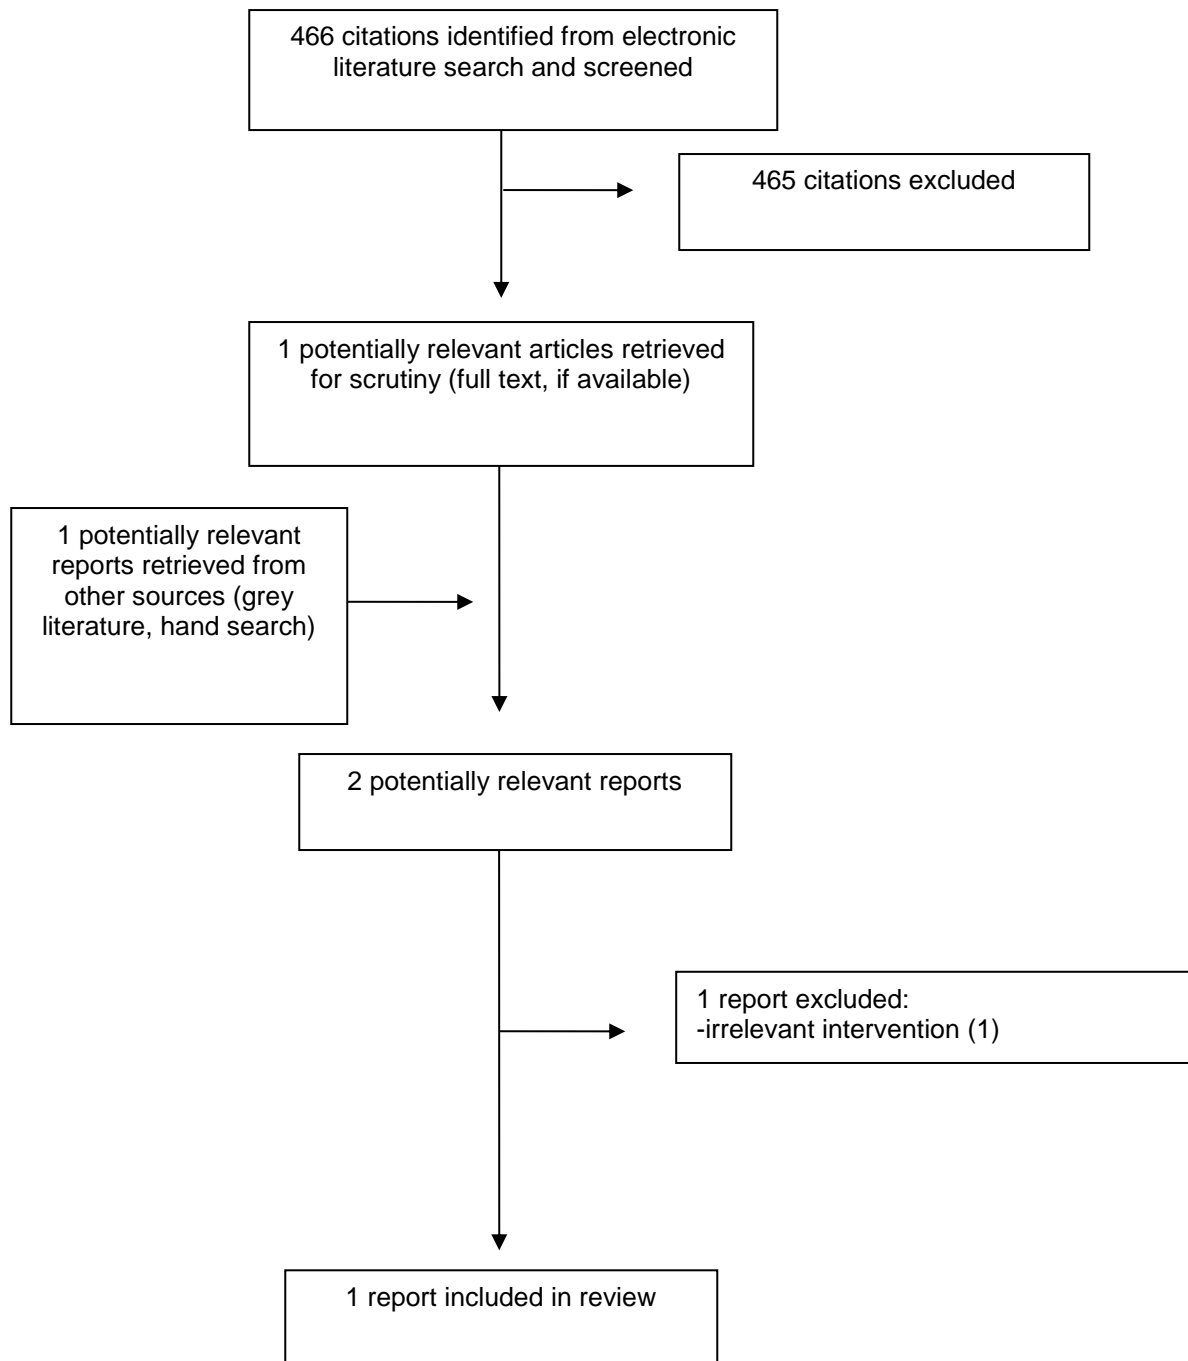 466 citations identified from electronic
literature search and screened
465 citations excluded
1 potentially relevant articles retrieved
for scrutiny (full text, if available)
1 potentially relevant
reports retrieved from
other sources (grey
literature, hand search)
2 potentially relevant reports
1 report excluded:
-irrelevant intervention (1)
1 report included in review